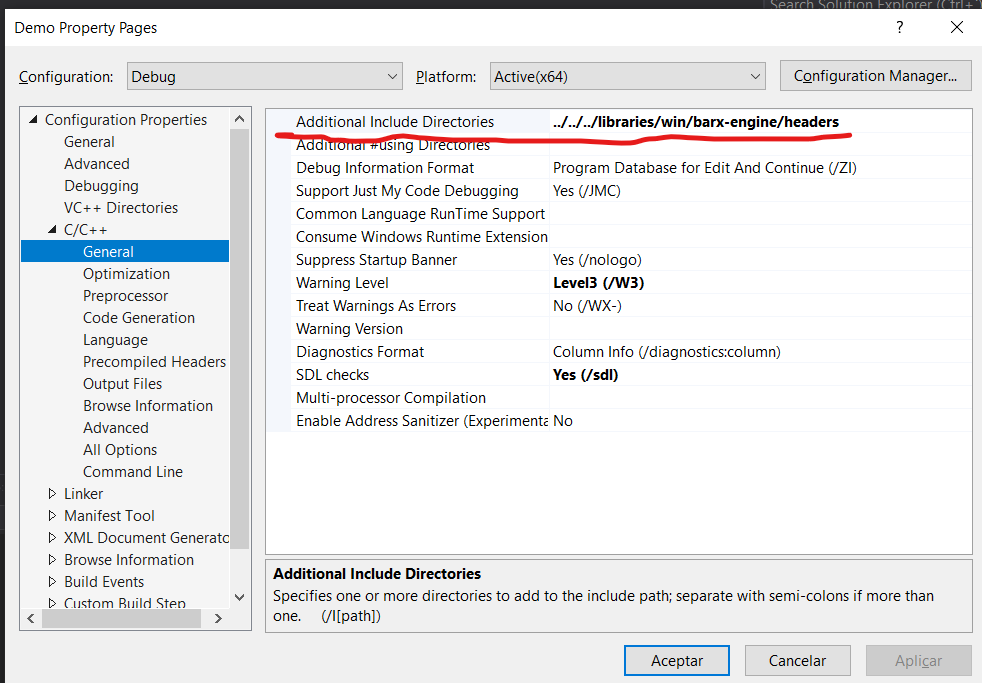 Search Solution Explorer (Ctrl+
Demo Property Pages
?
Configuration: Debug Platform: Active(x64) Configuration Manager...
Configuration Properties
General
Advanced
Debugging
VC++ Directories
C/C++
General
Optimization
Preprocessor
Code Generation
Language
Precompiled Headers
Output Files
Browse Information
Advanced
All Options
Command Line
Linker
Manifest Tool
XML Document Generato
Browse Information
Build Events
Custom Build Step
Additional Include Directories ../../../libraries/win/barx-engine/headers
Additional #using Directories
Debug Information Format Program Database for Edit And Continue (/ZI)
Support Just My Code Debugging Yes (/JMC)
Common Language RunTime Support
Consume Windows Runtime Extension
Suppress Startup Banner Yes (/nologo)
Warning Level Level3 (/W3)
Treat Warnings As Errors No (/WX-)
Warning Version
Diagnostics Format Column Info (/diagnostics:column)
SDL checks Yes (/sdl)
Multi-processor Compilation
Enable Address Sanitizer (Experimenta No
Additional Include Directories
Specifies one or more directories to add to the include path; separate with semi-colons if more than
one. (/I[path])
Aceptar Cancelar Aplicar